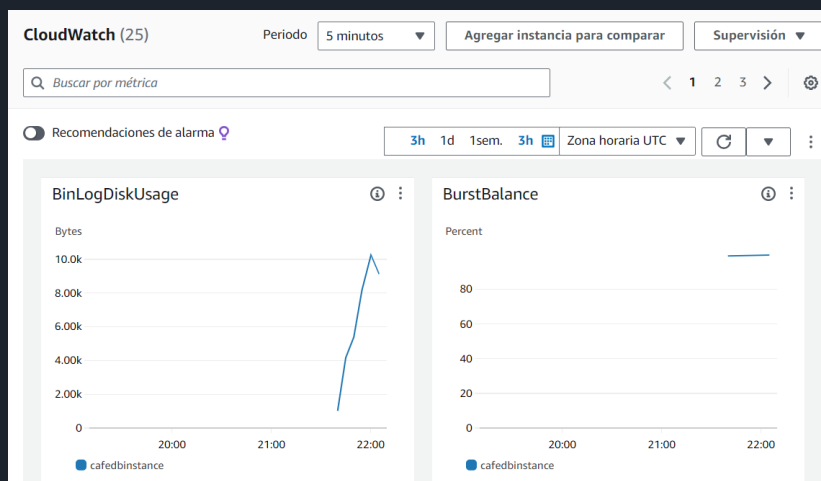 CloudWatch (25)
Periodo
5 minutos
Agregar instancia para comparar
Supervisión
Buscar por métrica
1 2 3
Recomendaciones de alarma
3h 1d 1sem. 3h Zona horaria UTC
BinLogDiskUsage
Bytes
10.0k
8.00k
6.00k
4.00k
2.00k
0
20:00 21:00 22:00
cafedbinstance
BurstBalance
Percent
80
60
40
20
0
20:00 21:00 22:00
cafedbinstance